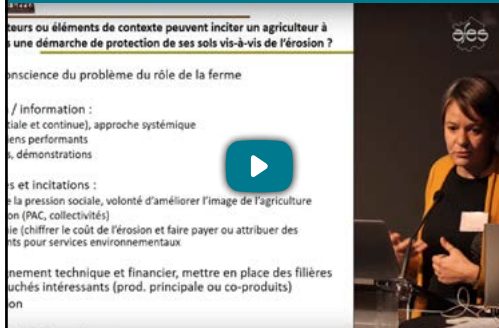 teurs ou éléments de contexte peuvent inciter un agriculteur à
s une démarche de protection de ses sols vis-à-vis de l'érosion ?
onscience du problème du rôle de la ferme
/ information :
tiale et continue), approche systémique
iens performants
s, démonstrations
es et incitations :
e la pression sociale, volonté d'améliorer l'image de l'agriculture
on (PAC, collectivités)
nie (chiffrer le coût de l'érosion et faire payer ou attribuer des
nts pour services environnementaux
nement technique et financier, mettre en place des filières
uchés intéressants (prod. principale ou co-produits)
on
afes